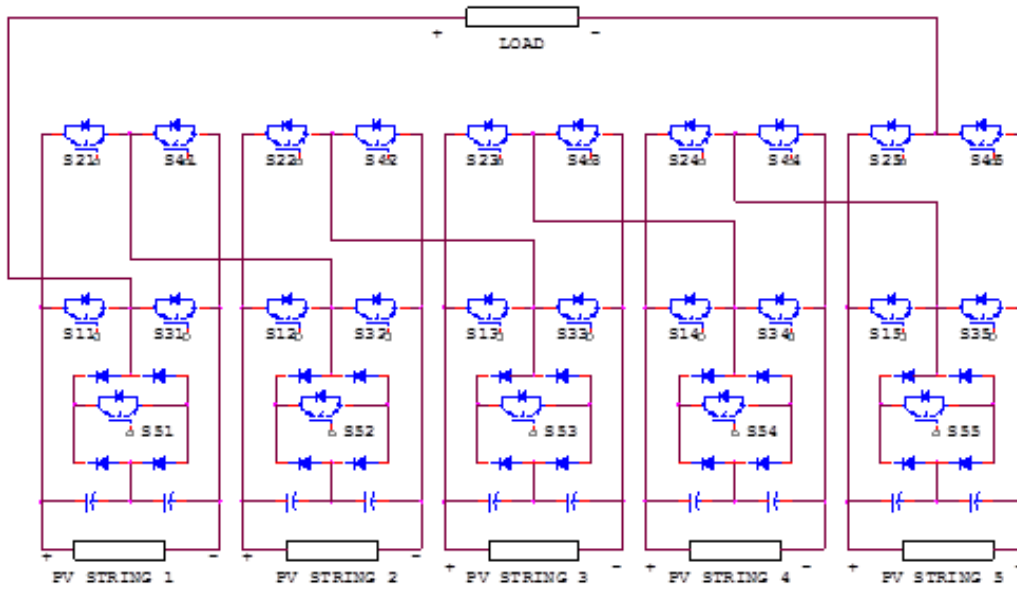 + -
LOAD
S21 S41 S22 S42 S23 S43 S24 S44 S25 S45
S11 S31 S12 S32 S13 S33 S14 S34 S15 S35
S51 S52 S53 S54 S55
+ - + - + - + - + -
PV STRING 1 PV STRING 2 PV STRING 3 PV STRING 4 PV STRING 5